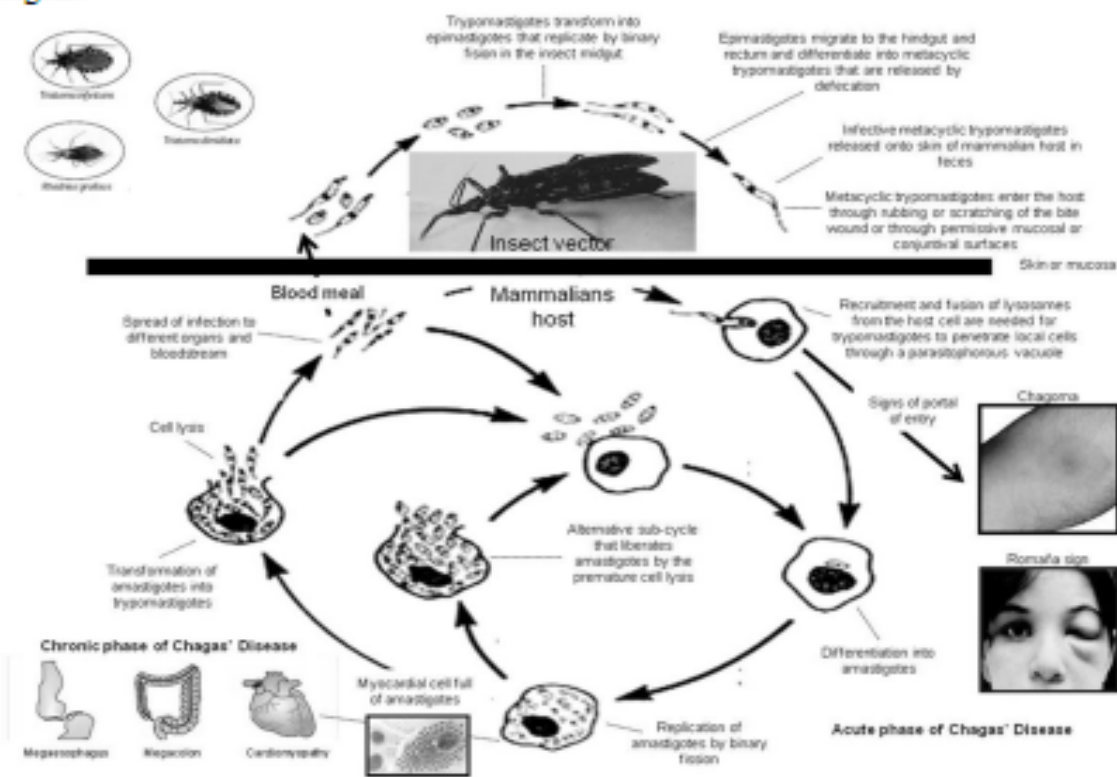 Trypomastigotes transform into
epimastigotes that replicate by binary
fission in the insect midgut
Epimastigotes migrate to the hindgut and
rectum and differentiate into metacyclic
trypomastigotes that are released by
defecation
Infective metacyclic trypomastigotes
released onto skin of mammalian host in
feces
Metacyclic trypomastigotes enter the host
through rubbing or scratching of the bite
wound or through permissive mucosal or
conjuntival surfaces
Insect vector
Skin or mucosa
Blood meal
Mammalians
host
Spread of infection to
different organs and
bloodstream
Recruitment and fusion of lysosomes
from the host cell are needed for
trypomastigotes to penetrate local cells
through a parasitophorous vacuole
Signs of portal
of entry
Chagoma
Cell lysis
Alternative sub-cycle
that liberates
amastigotes by the
premature cell lysis
Transformation of
amastigotes into
trypomastigotes
Romaña sign
Differentiation into
amastigotes
Chronic phase of Chagas' Disease
Megaesophagus
Megacolon
Cardiomyopathy
Myocardial cell full
of amastigotes
Replication of
amastigotes by binary
fission
Acute phase of Chagas' Disease